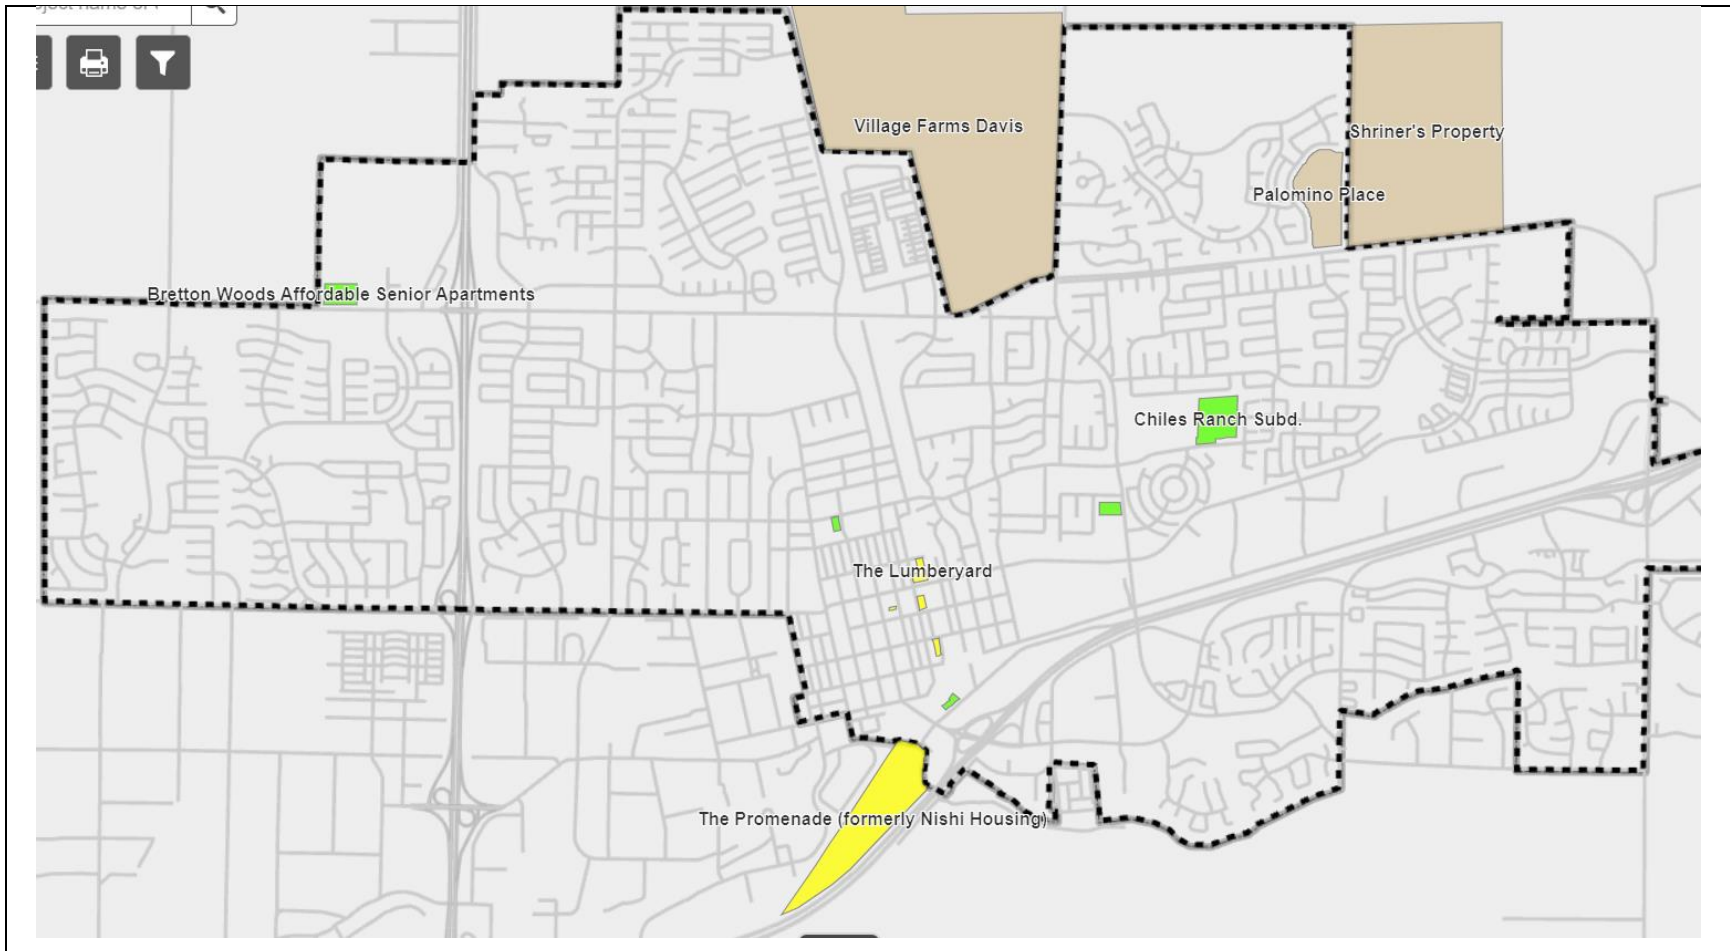 Village Farms Davis
Shriner's Property
Palomino Place
Bretton Woods Affordable Senior Apartments
Chiles Ranch Subd.
The Lumberyard
The Promenade (formerly Nishi Housing)